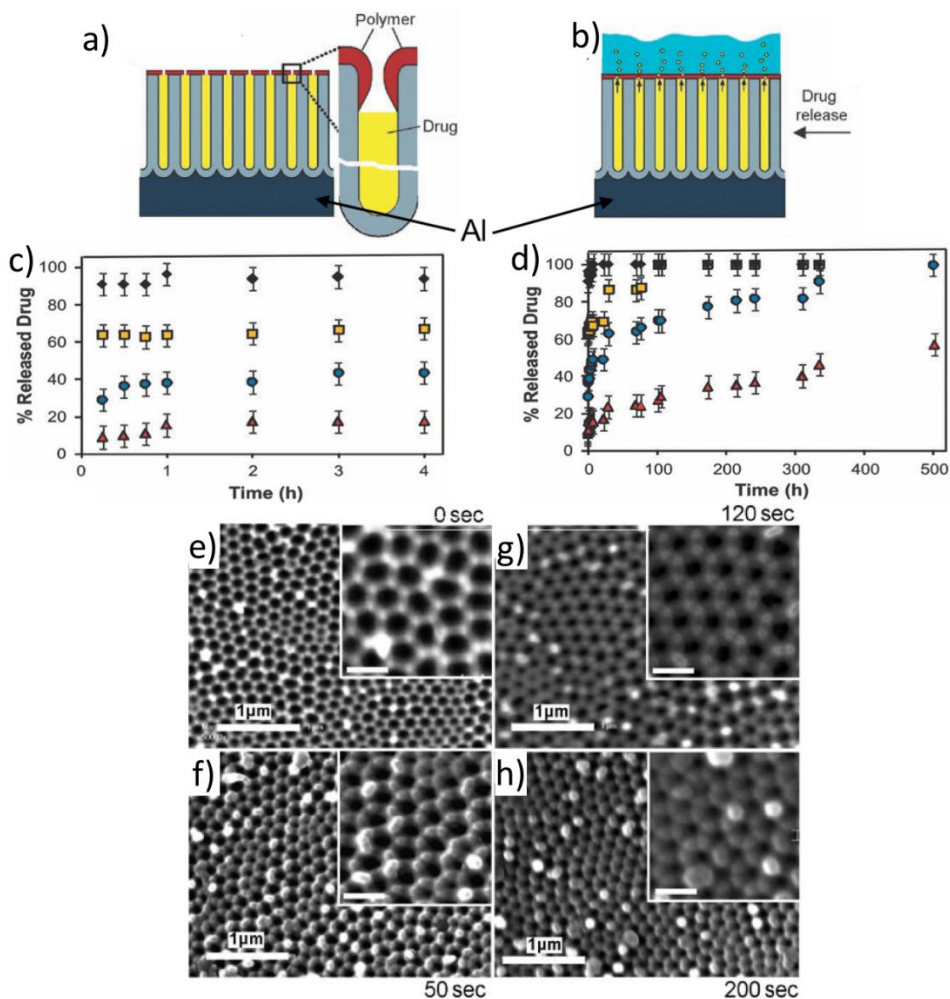 a)
Polymer
Drug
b)
Drug
release
Al
c)
100
80
60
40
20
0
% Released Drug
0
1
2
3
4
Time (h)
d)
100
80
60
40
20
0
% Released Drug
0
100
200
300
400
500
Time (h)
0 sec
120 sec
e)
1µm
g)
1µm
f)
1µm
h)
1µm
50 sec
200 sec